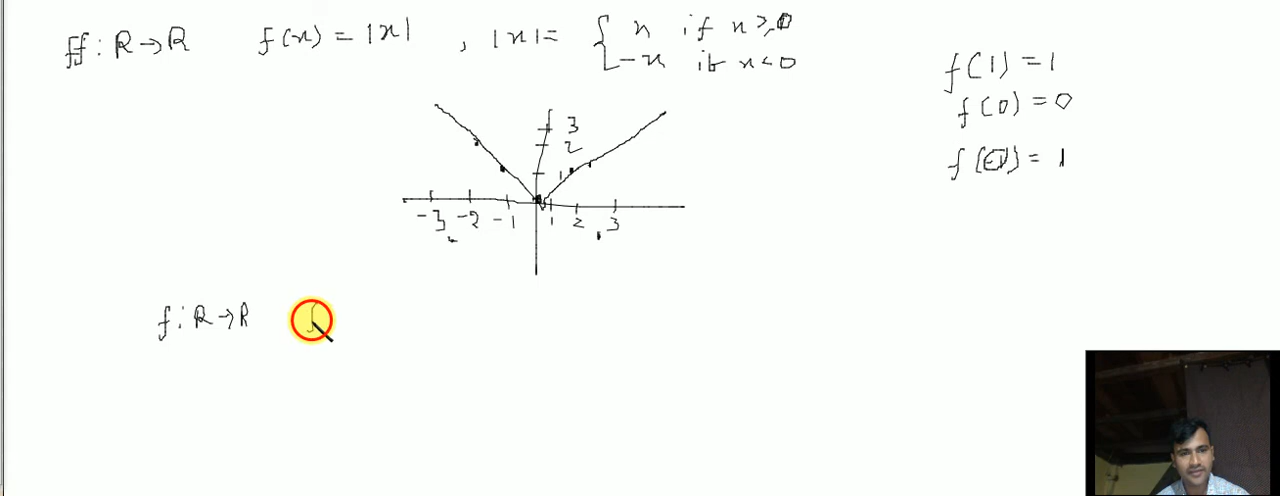 ff : R → R f(x) = |x| , |x| = { x if x ≥ 0
-x if x < 0
f(1) = 1
f(0) = 0
f(-1) = 1
3
2
1
-3 -2 -1 1 2 3
f : R → R f